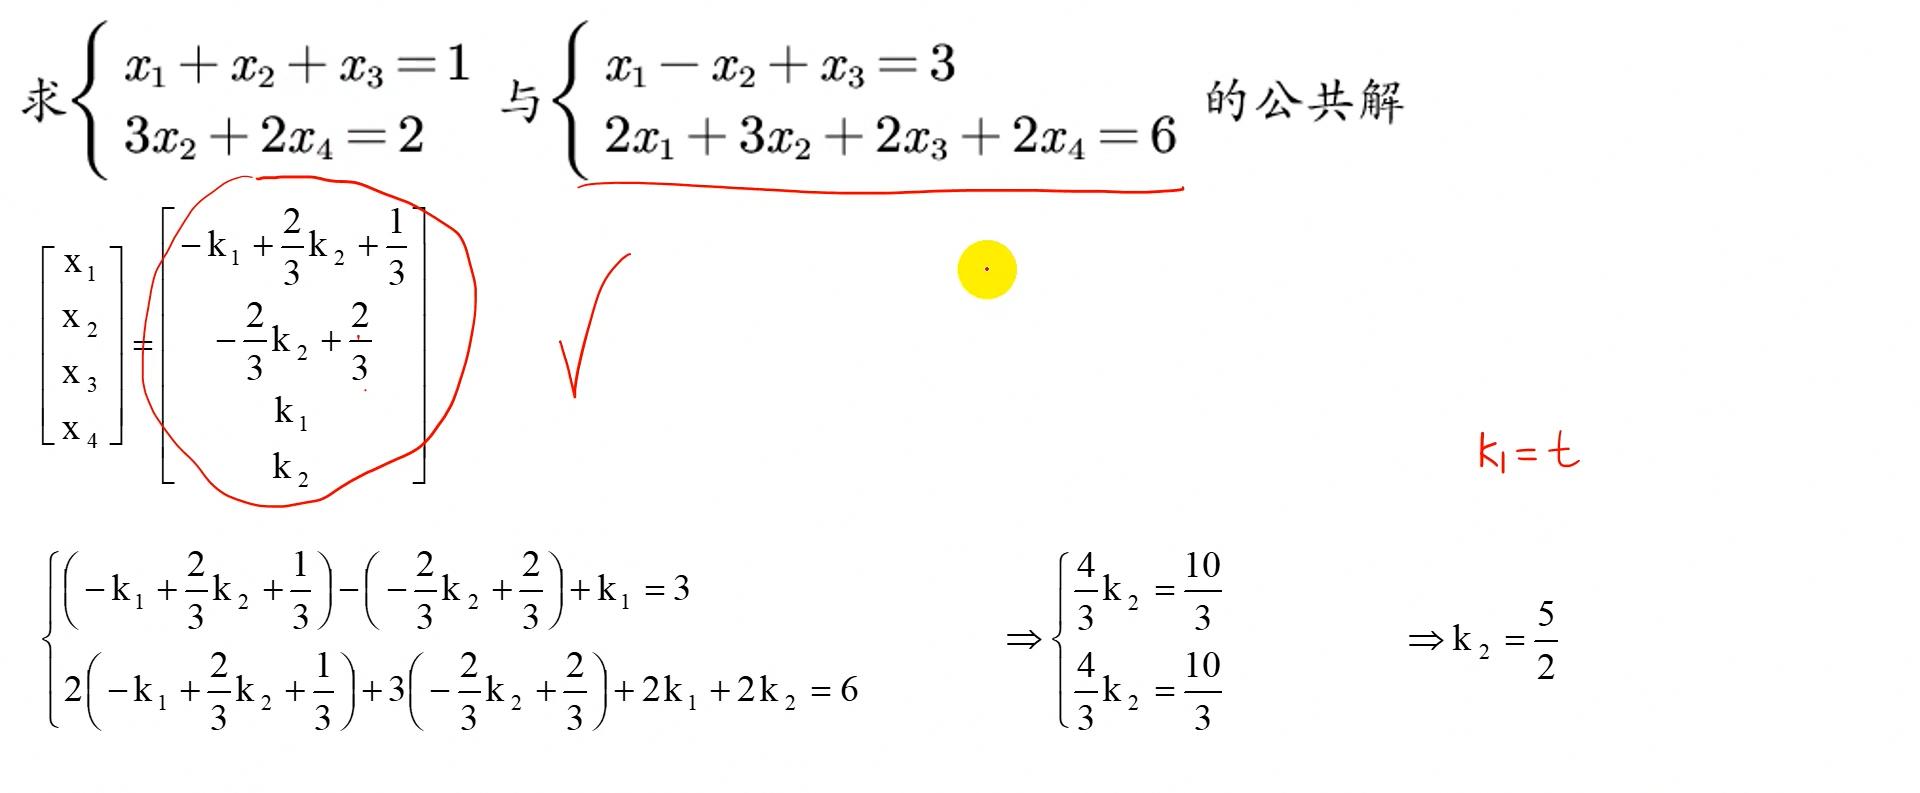 求 { x₁ + x₂ + x₃ = 1 与 { x₁ − x₂ + x₃ = 3 的公共解
3x₂ + 2x₄ = 2 2x₁ + 3x₂ + 2x₃ + 2x₄ = 6
[x₁ x₂ x₃ x₄] = [−k₁ + 2/3 k₂ + 1/3
−2/3 k₂ + 2/3
k₁
k₂]
k₁ = t
{ (−k₁ + 2/3 k₂ + 1/3) − (−2/3 k₂ + 2/3) + k₁ = 3 ⇒ { 4/3 k₂ = 10/3 ⇒ k₂ = 5/2
2(−k₁ + 2/3 k₂ + 1/3) + 3(−2/3 k₂ + 2/3) + 2k₁ + 2k₂ = 6 4/3 k₂ = 10/3